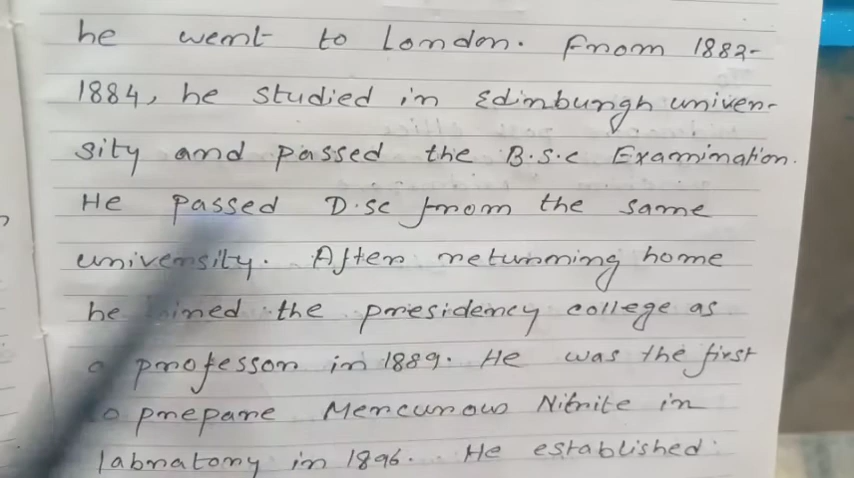 he went to London. From 1882-
1884, he studied in Edinburgh univer-
sity and passed the B.s.c Examination.
He passed D.sc from the same
university. After returning home
he joined the presidency college as
a professor in 1889. He was the first
to prepare Mercurous Nitrite in
labratory in 1896. He established